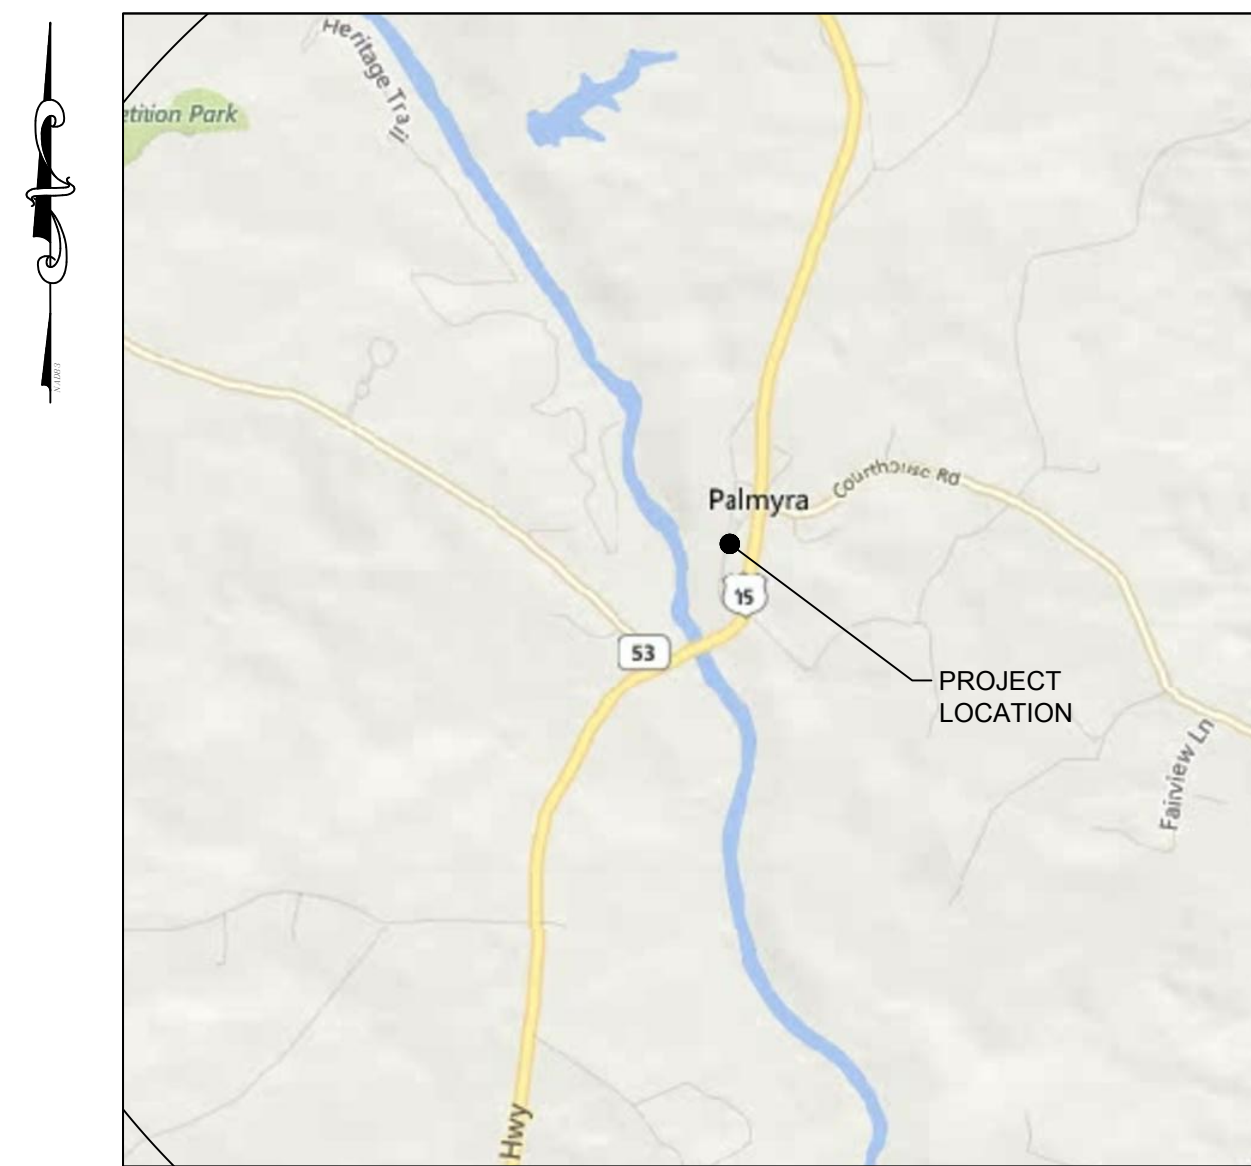 Heritage Trail
etition Park
Courthouse Rd
Palmyra
15
53
PROJECT
LOCATION
Fairview Ln
Hwy